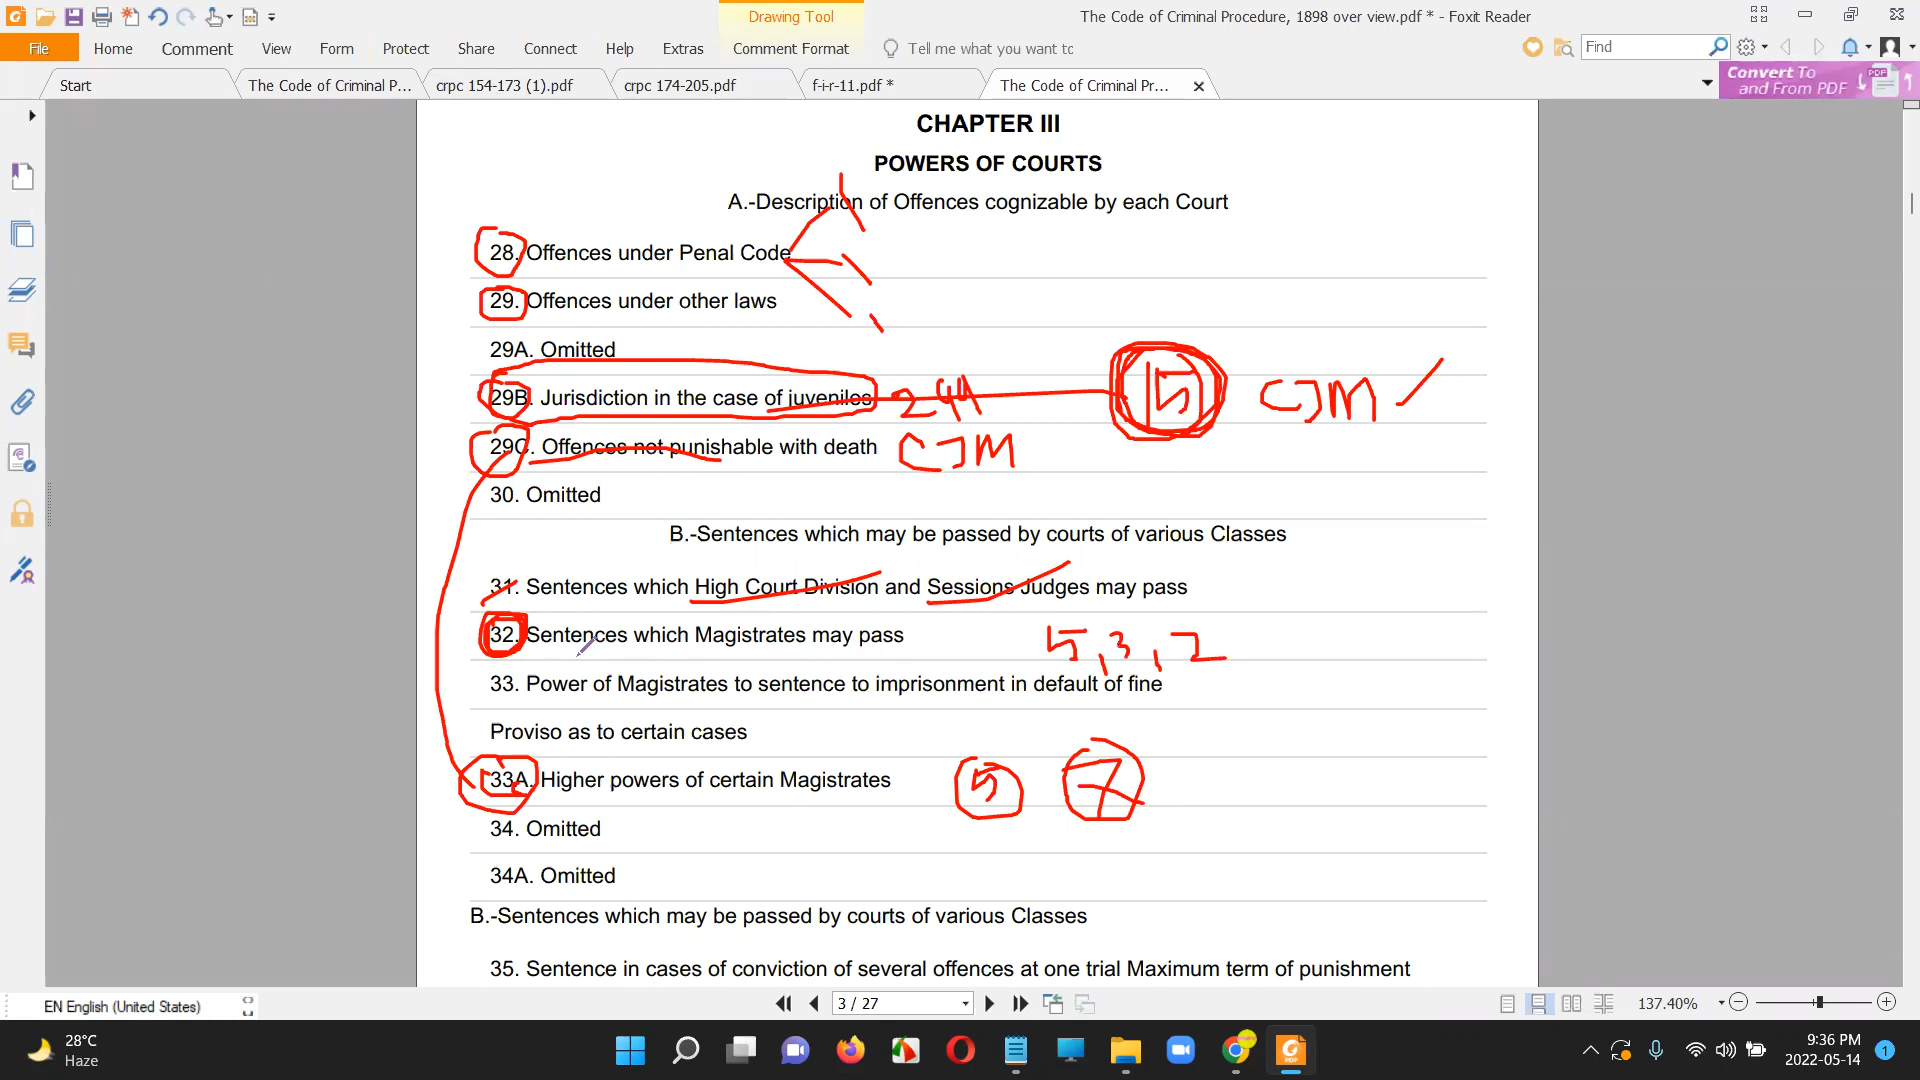 The Code of Criminal Procedure, 1898 over view.pdf * - Foxit Reader
Drawing Tool
File Home Comment View Form Protect Share Connect Help Extras Comment Format Tell me what you want to Find
Start The Code of Criminal P... crpc 154-173 (1).pdf crpc 174-205.pdf f-i-r-11.pdf * The Code of Criminal Pr...
Convert To
and From PDF
PDF
CHAPTER III
POWERS OF COURTS
A.-Description of Offences cognizable by each Court
28. Offences under Penal Code
29. Offences under other laws
29A. Omitted
29B. Jurisdiction in the case of juveniles CJM
29C. Offences not punishable with death CJM
30. Omitted
B.-Sentences which may be passed by courts of various Classes
31. Sentences which High Court Division and Sessions Judges may pass
32. Sentences which Magistrates may pass 5, 3, 2
33. Power of Magistrates to sentence to imprisonment in default of fine
Proviso as to certain cases
33A. Higher powers of certain Magistrates 5 7
34. Omitted
34A. Omitted
B.-Sentences which may be passed by courts of various Classes
35. Sentence in cases of conviction of several offences at one trial Maximum term of punishment
EN English (United States)
3 / 27
137.40%
28°C
Haze
9:36 PM
2022-05-14
1